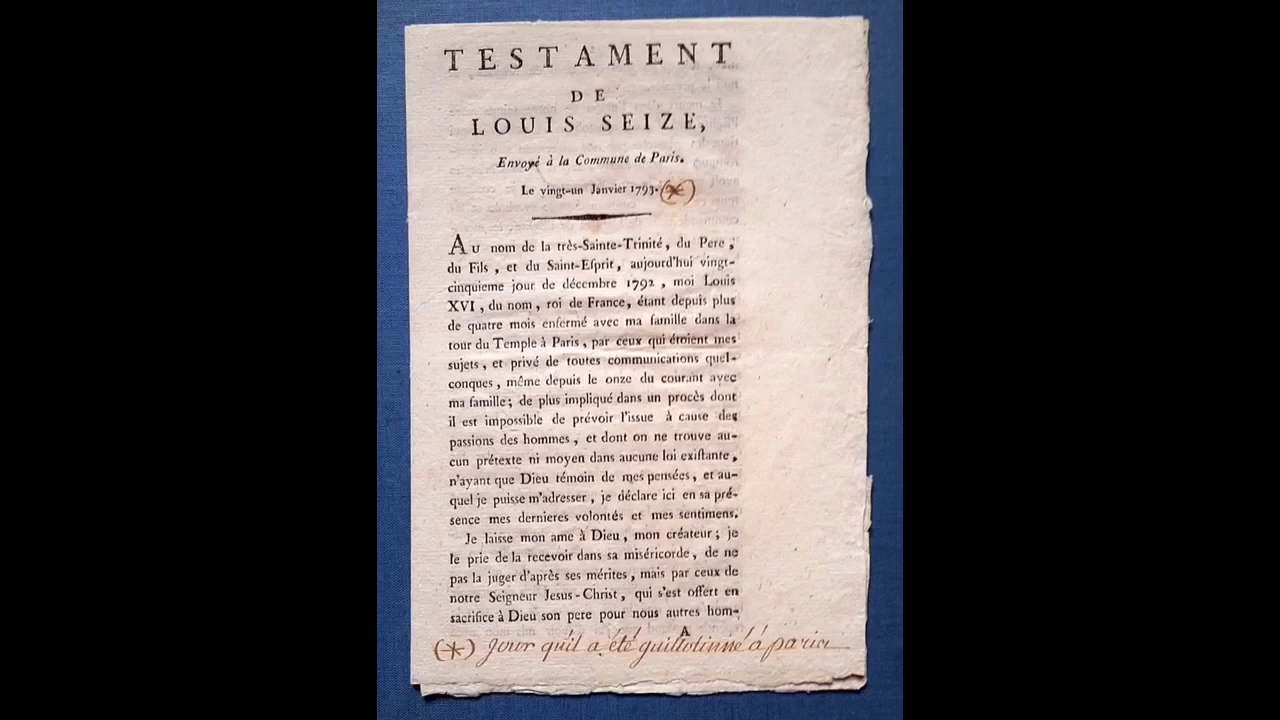 TESTAMENT
DE
LOUIS SEIZE,
Envoyé à la Commune de Paris.
Le vingt-un Janvier 1793. (*)
AU nom de la très-Sainte-Trinité, du Pere,
du Fils, et du Saint-Esprit, aujourd'hui vingt-
cinquieme jour de décembre 1792, moi Louis
XVI, du nom, roi de France, étant depuis plus
de quatre mois enfermé avec ma famille dans la
tour du Temple à Paris, par ceux qui étoient mes
sujets, et privé de toutes communications quel-
conques, même depuis le onze du courant avec
ma famille; de plus impliqué dans un procès dont
il est impossible de prévoir l'issue à cause des
passions des hommes, et dont on ne trouve au-
cun prétexte ni moyen dans aucune loi existante,
n'ayant que Dieu témoin de mes pensées, et au-
quel je puisse m'adresser, je déclare ici en sa pré-
sence mes dernieres volontés et mes sentimens.
Je laisse mon ame à Dieu, mon créateur; je
le prie de la recevoir dans sa miséricorde, de ne
pas la juger d'après ses mérites, mais par ceux de
notre Seigneur Jesus-Christ, qui s'est offert en
sacrifice à Dieu son pere pour nous autres hom-
A
(*) Jour qu'il a été guillotinné à paris